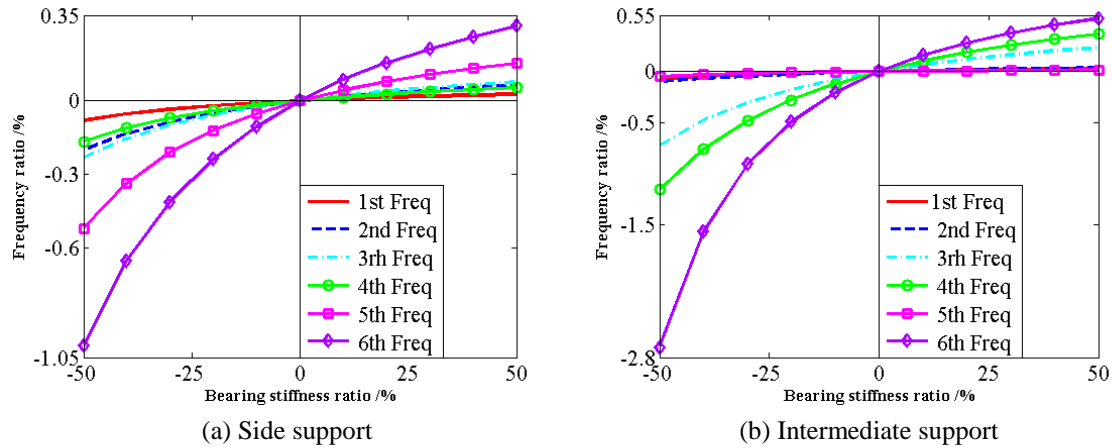 0.35
0
-0.3
-0.6
-1.05
Frequency ratio /%
1st Freq
2nd Freq
3rh Freq
4th Freq
5th Freq
6th Freq
-50 -25 0 25 50
Bearing stiffness ratio /%
(a) Side support
0.55
0
-0.5
-1.5
-2.8
Frequency ratio /%
1st Freq
2nd Freq
3rh Freq
4th Freq
5th Freq
6th Freq
-50 -25 0 25 50
Bearing stiffness ratio /%
(b) Intermediate support